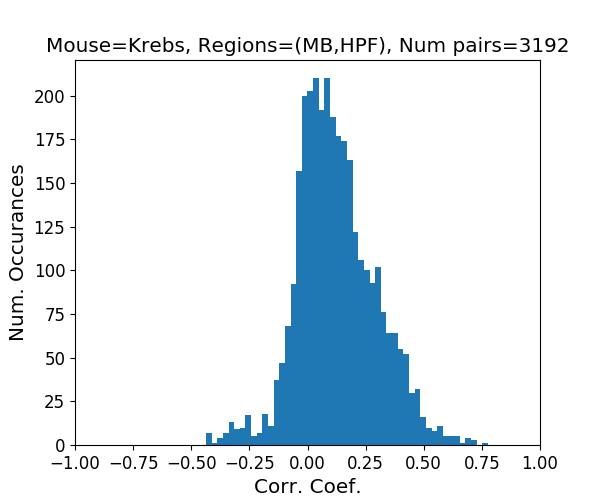 Mouse=Krebs, Regions=(MB,HPF), Num pairs=3192
200
175
150
125
100
75
50
25
0
Num. Occurances
−1.00 −0.75 −0.50 −0.25 0.00 0.25 0.50 0.75 1.00
Corr. Coef.